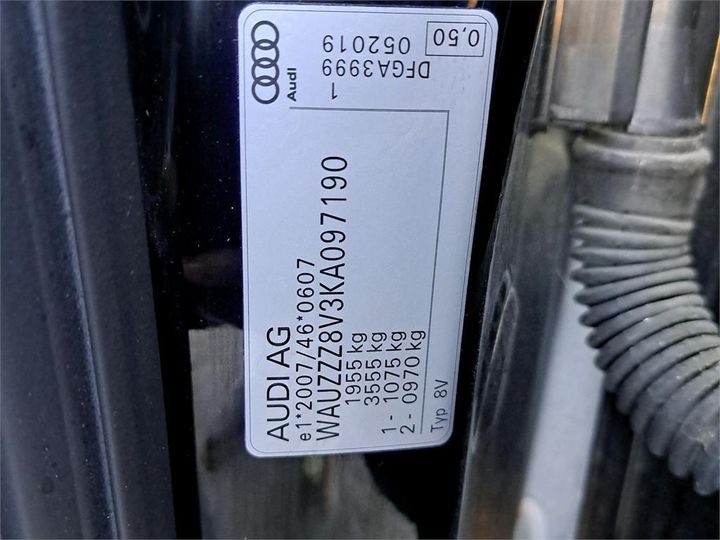 AUDI AG
e1*2007/46*0607
WAUZZZ8V3KA097190
1955 kg
3555 kg
1 - 1075 kg
2 - 0970 kg
Typ 8V
Audi
1
DFGA3999
052019
0,50